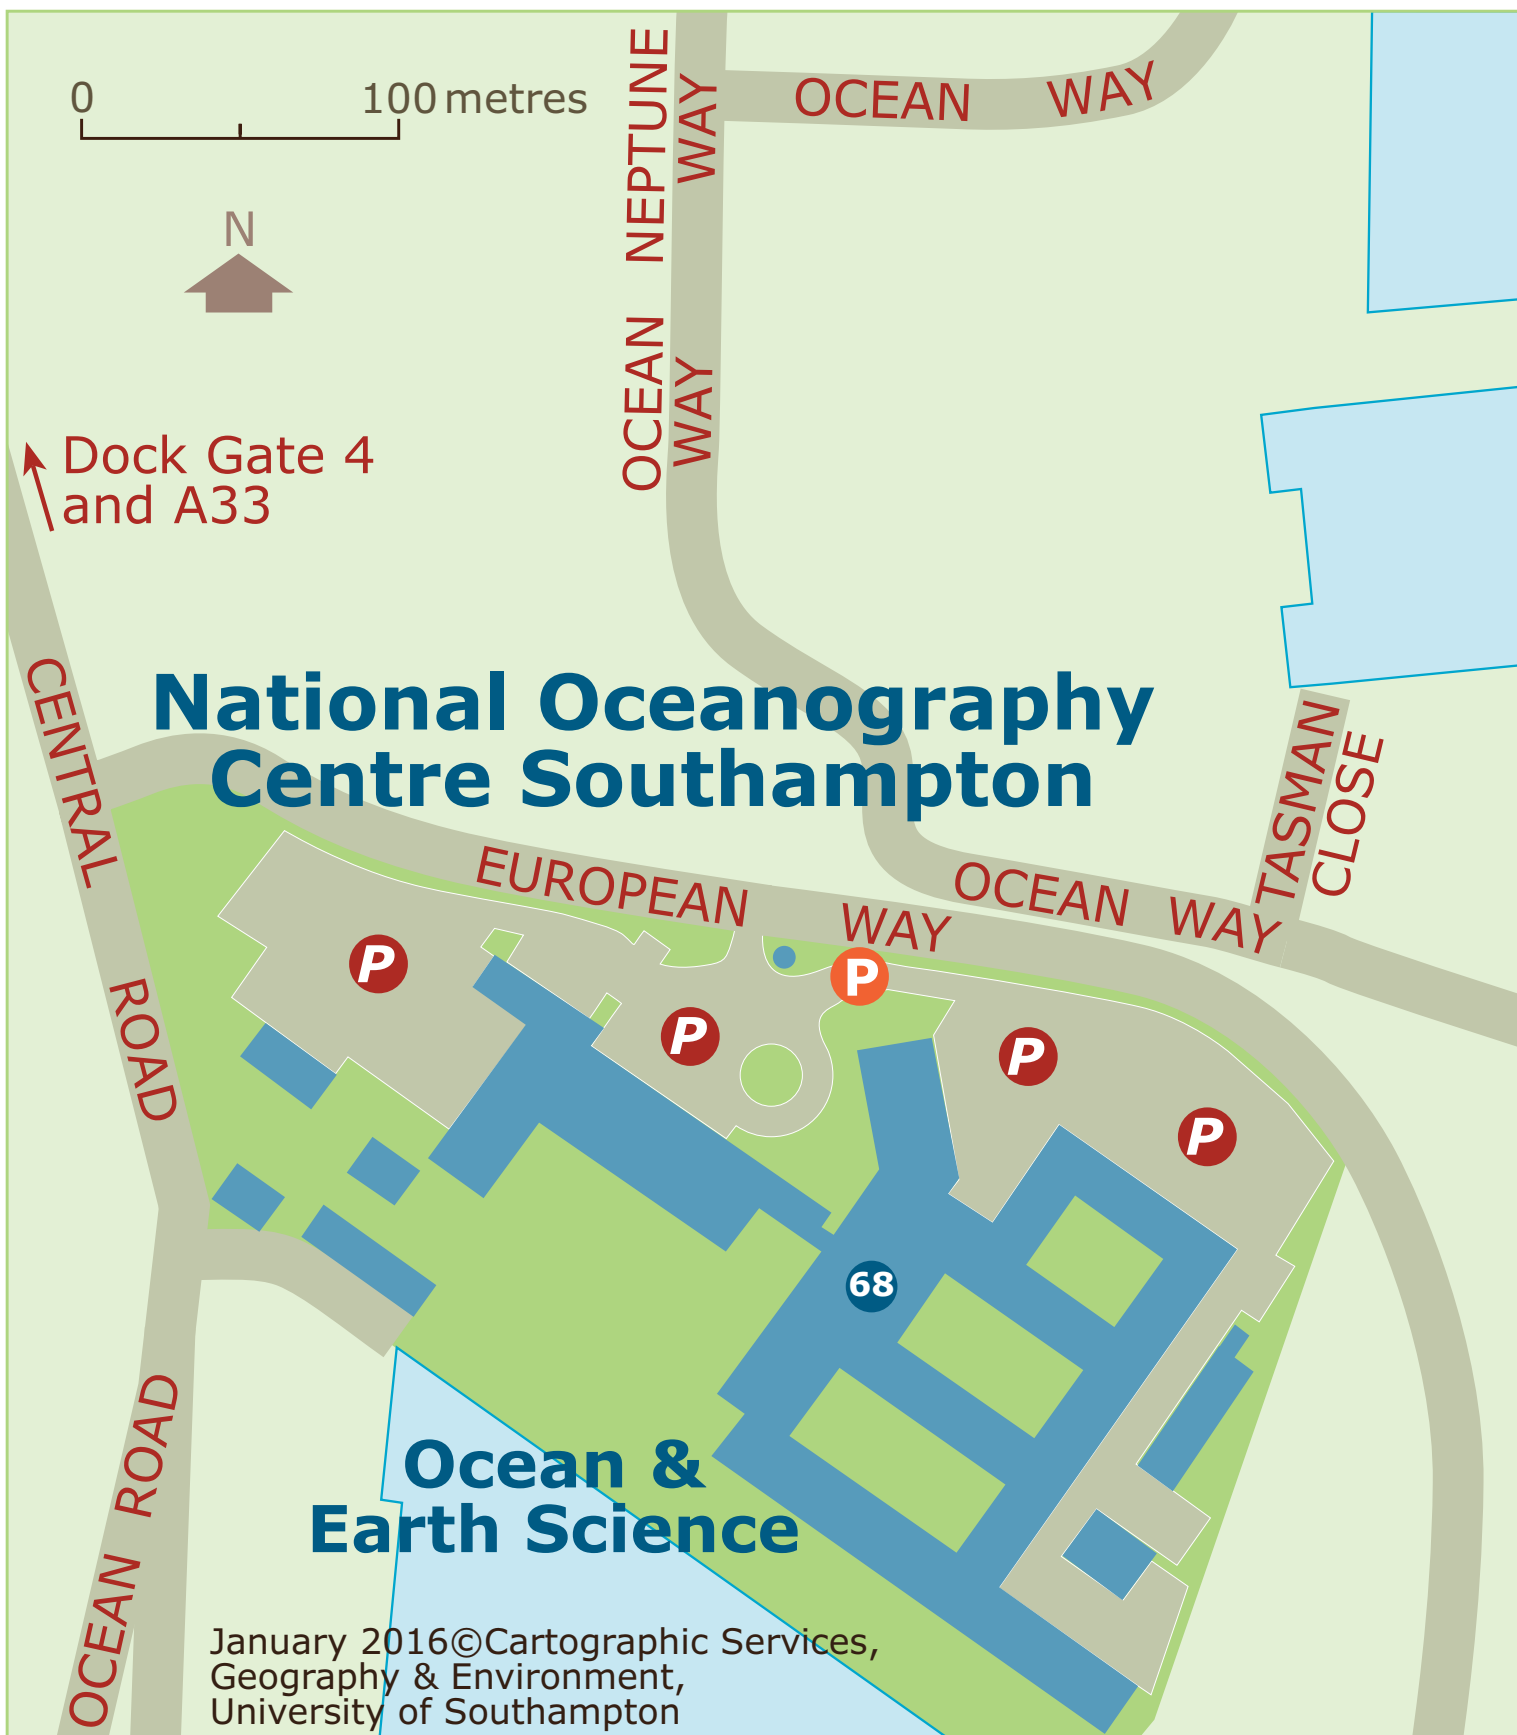 0 100 metres
N
NEPTUNE
WAY
OCEAN WAY
OCEAN
WAY
Dock Gate 4
and A33
National Oceanography
Centre Southampton
CENTRAL ROAD
EUROPEAN WAY
OCEAN WAY
TASMAN
CLOSE
P
P
P
P
P
68
Ocean &
Earth Science
OCEAN ROAD
January 2016©Cartographic Services,
Geography & Environment,
University of Southampton